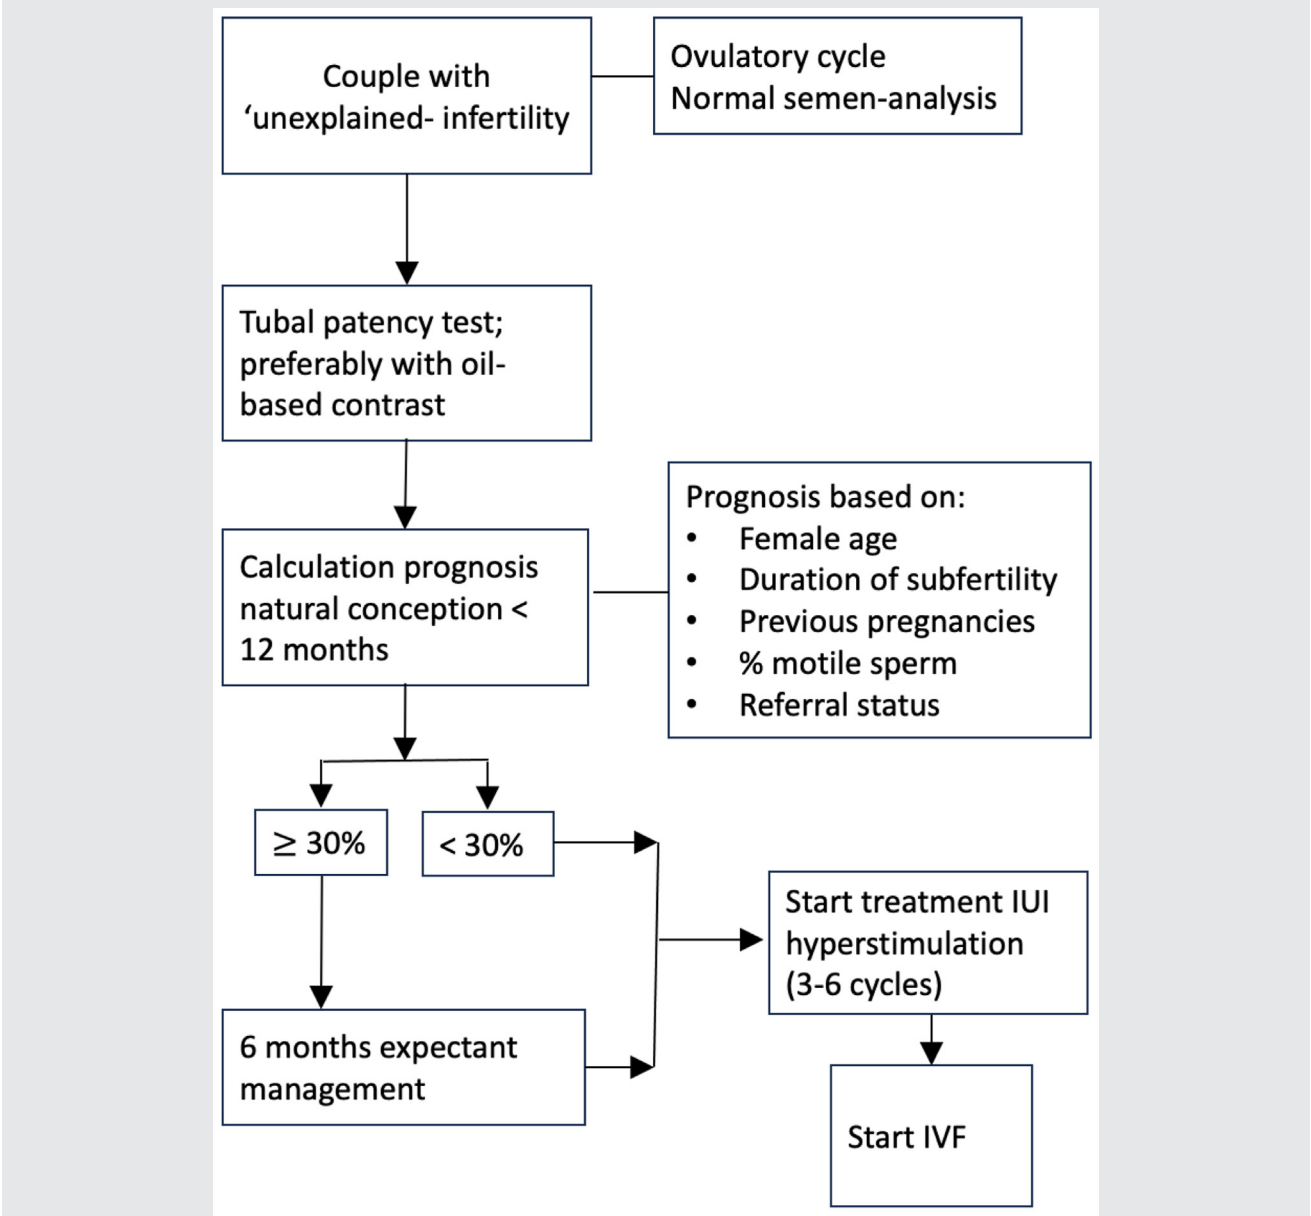 Couple with
‘unexplained- infertility
Ovulatory cycle
Normal semen-analysis
Tubal patency test;
preferably with oil-
based contrast
Calculation prognosis
natural conception <
12 months
Prognosis based on:
• Female age
• Duration of subfertility
• Previous pregnancies
• % motile sperm
• Referral status
≥ 30%
< 30%
Start treatment IUI
hyperstimulation
(3-6 cycles)
6 months expectant
management
Start IVF